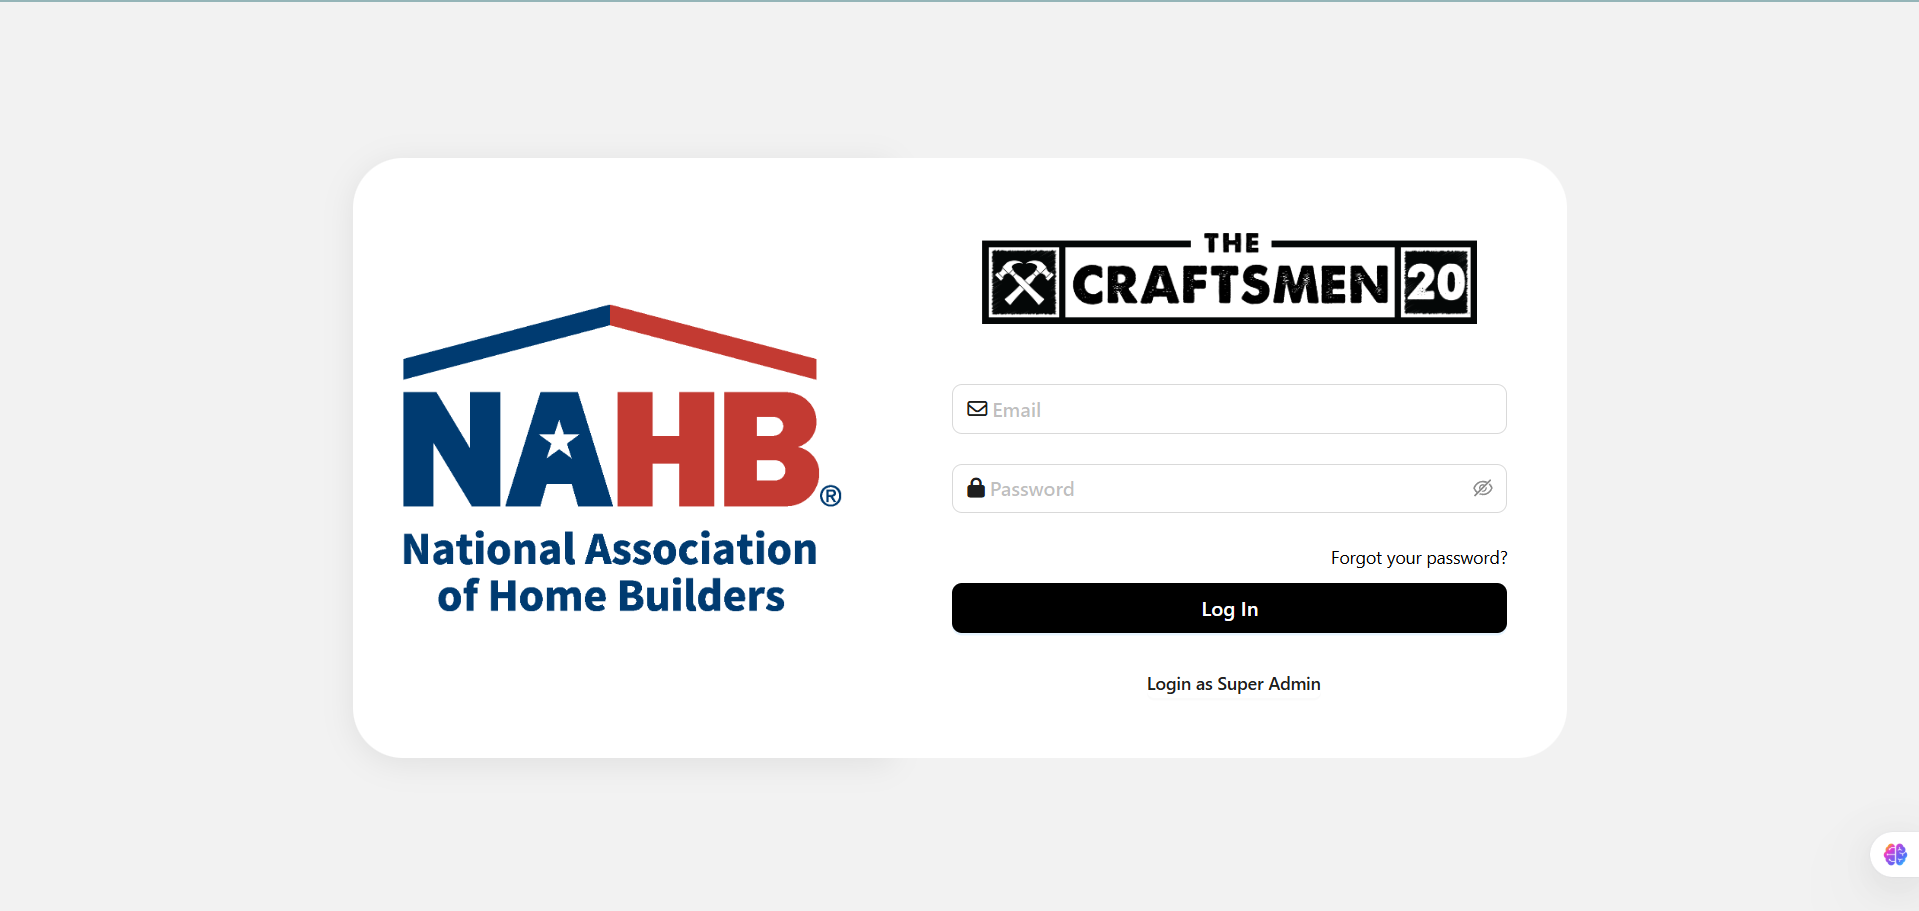 NAHB®
National Association
of Home Builders
THE
CRAFTSMEN 20
Email
Password
Forgot your password?
Log In
Login as Super Admin